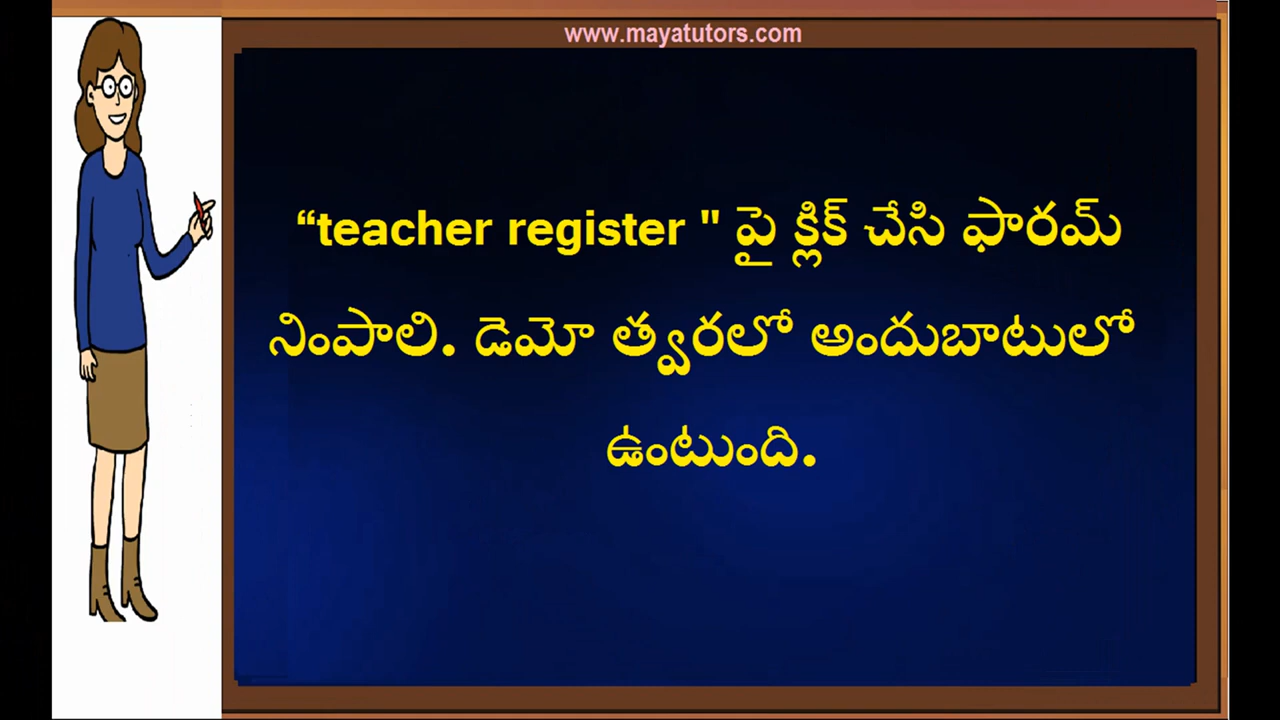 www.mayatutors.com
“teacher register " పై క్లిక్ చేసి ఫారమ్
నింపాలి. డెమో త్వరలో అందుబాటులో
ఉంటుంది.